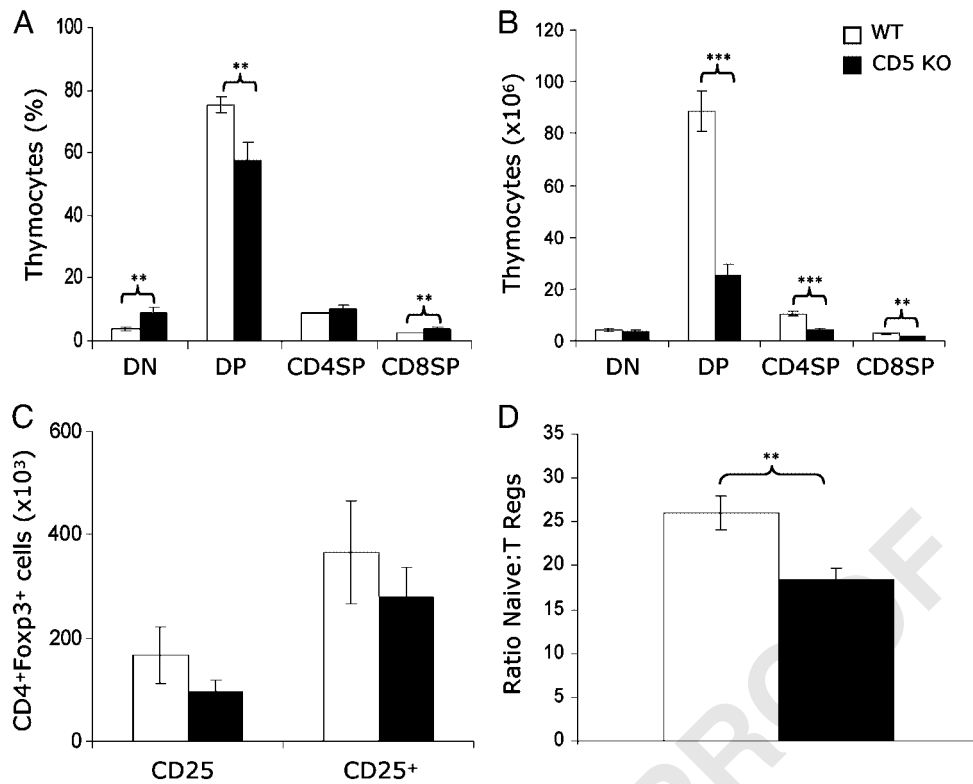 A
100
80
60
40
20
0
Thymocytes (%)
**
**
**
DN
DP
CD4SP
CD8SP
B
WT
CD5 KO
120
100
80
60
40
20
0
Thymocytes (x10⁶)
***
***
**
DN
DP
CD4SP
CD8SP
C
600
400
200
0
CD4⁺Foxp3⁺ cells (x10³)
CD25
CD25⁺
D
35
30
25
20
15
10
5
0
Ratio Naive:T Regs
**
PROOF